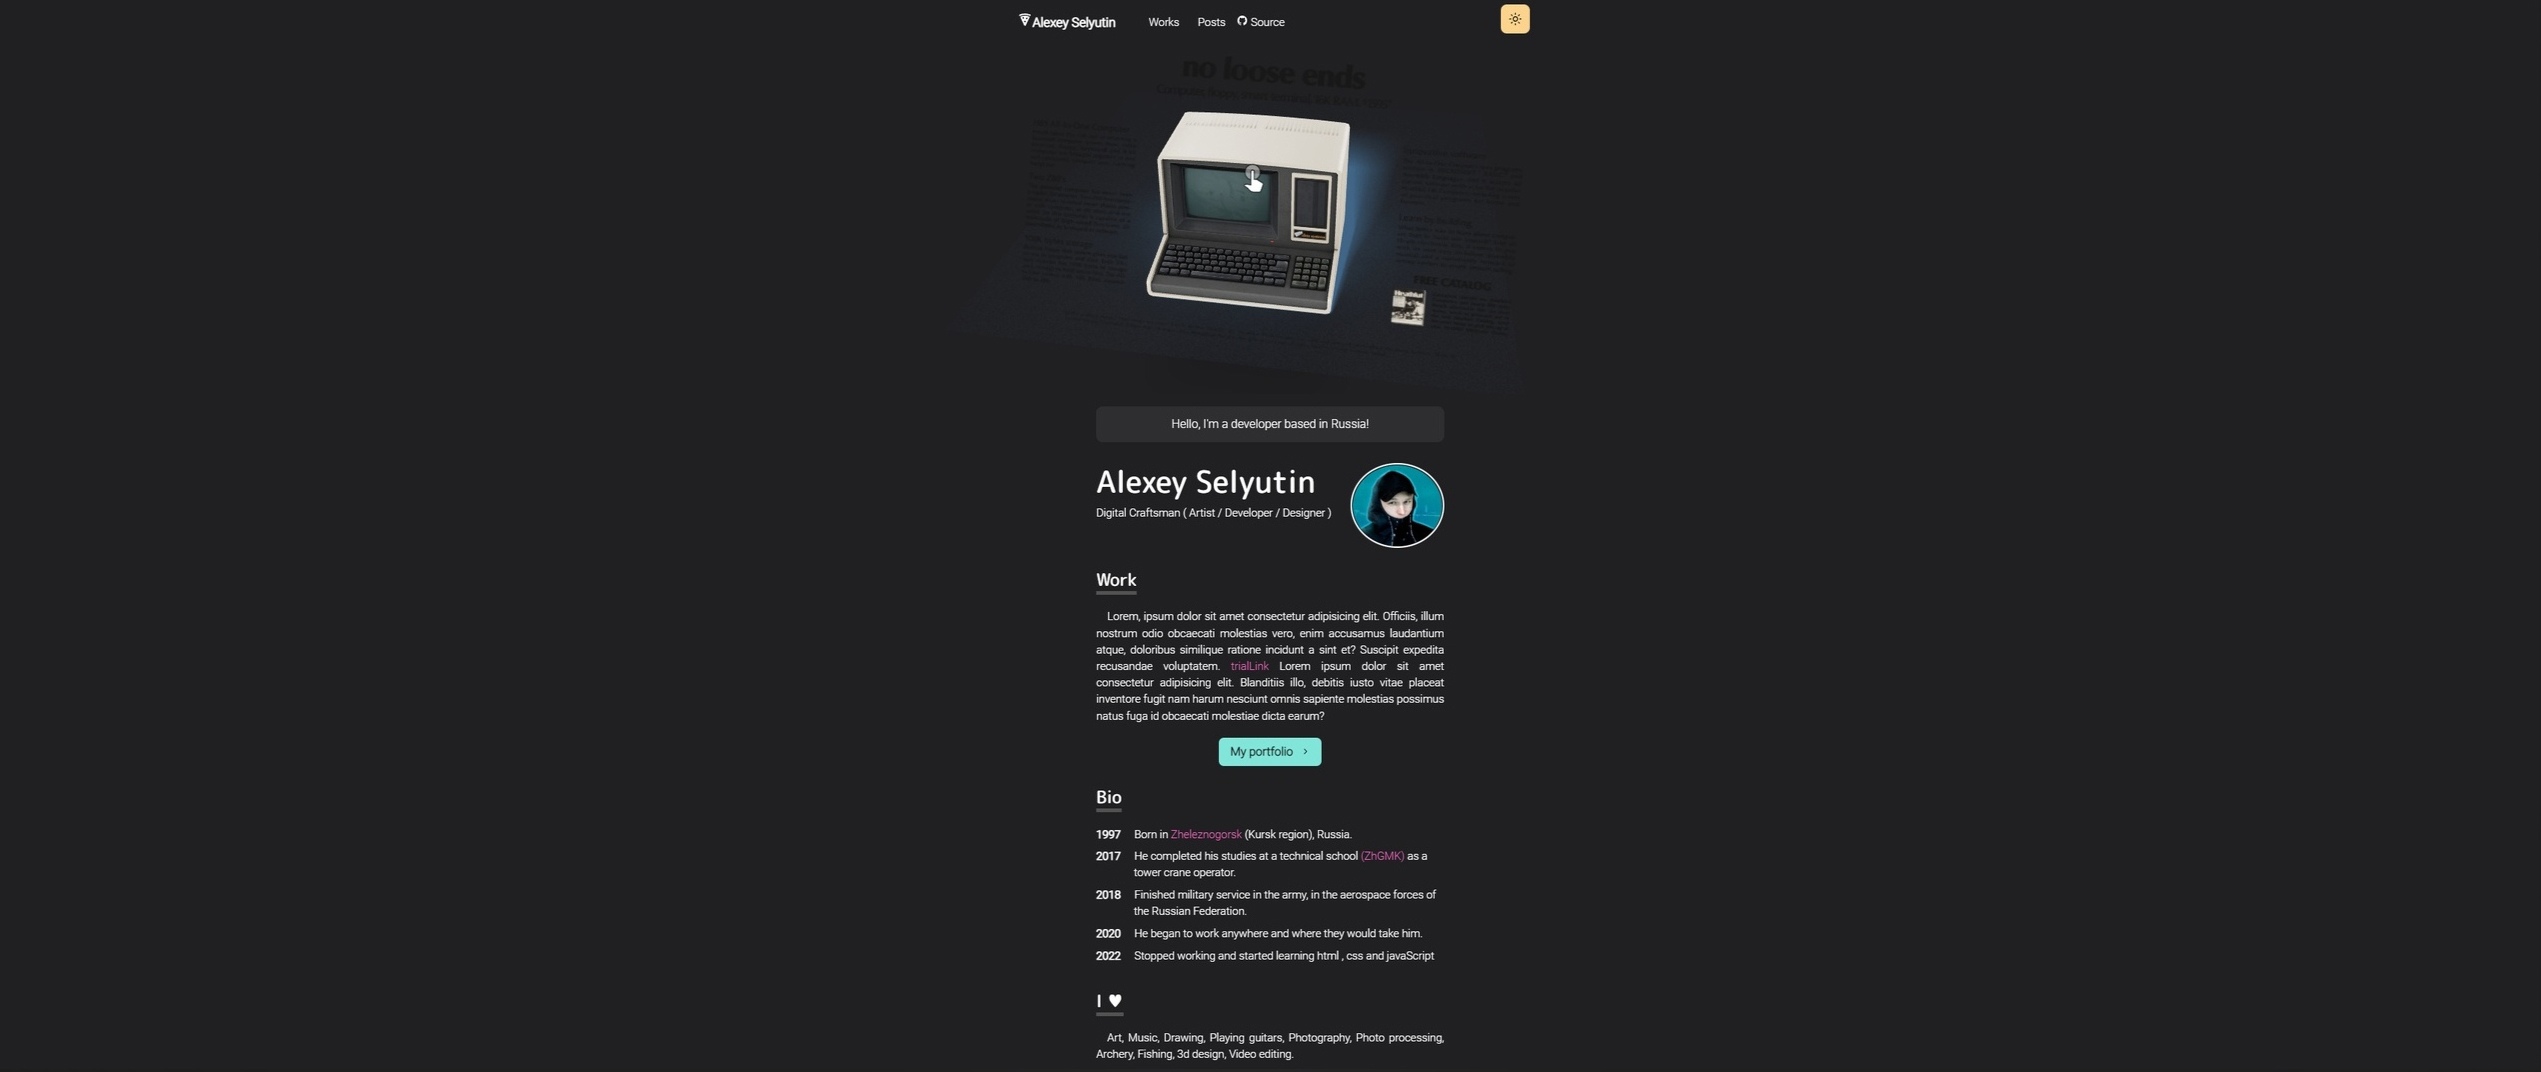 Alexey Selyutin
Works
Posts
Source
no loose ends
FREE CATALOG
Hello, I'm a developer based in Russia!
Alexey Selyutin
Digital Craftsman ( Artist / Developer / Designer )
Work
Lorem, ipsum dolor sit amet consectetur adipisicing elit. Officiis, illum
nostrum odio obcaecati molestias vero, enim accusamus laudantium
atque, doloribus similique ratione incidunt a sint et? Suscipit expedita
recusandae voluptatem. trialLink Lorem ipsum dolor sit amet
consectetur adipisicing elit. Blanditiis illo, debitis iusto vitae placeat
inventore fugit nam harum nesciunt omnis sapiente molestias possimus
natus fuga id obcaecati molestiae dicta earum?
My portfolio
Bio
1997 Born in Zheleznogorsk (Kursk region), Russia.
2017 He completed his studies at a technical school (ZhGMK) as a
tower crane operator.
2018 Finished military service in the army, in the aerospace forces of
the Russian Federation.
2020 He began to work anywhere and where they would take him.
2022 Stopped working and started learning html , css and javaScript
I ♥
Art, Music, Drawing, Playing guitars, Photography, Photo processing,
Archery, Fishing, 3d design, Video editing.